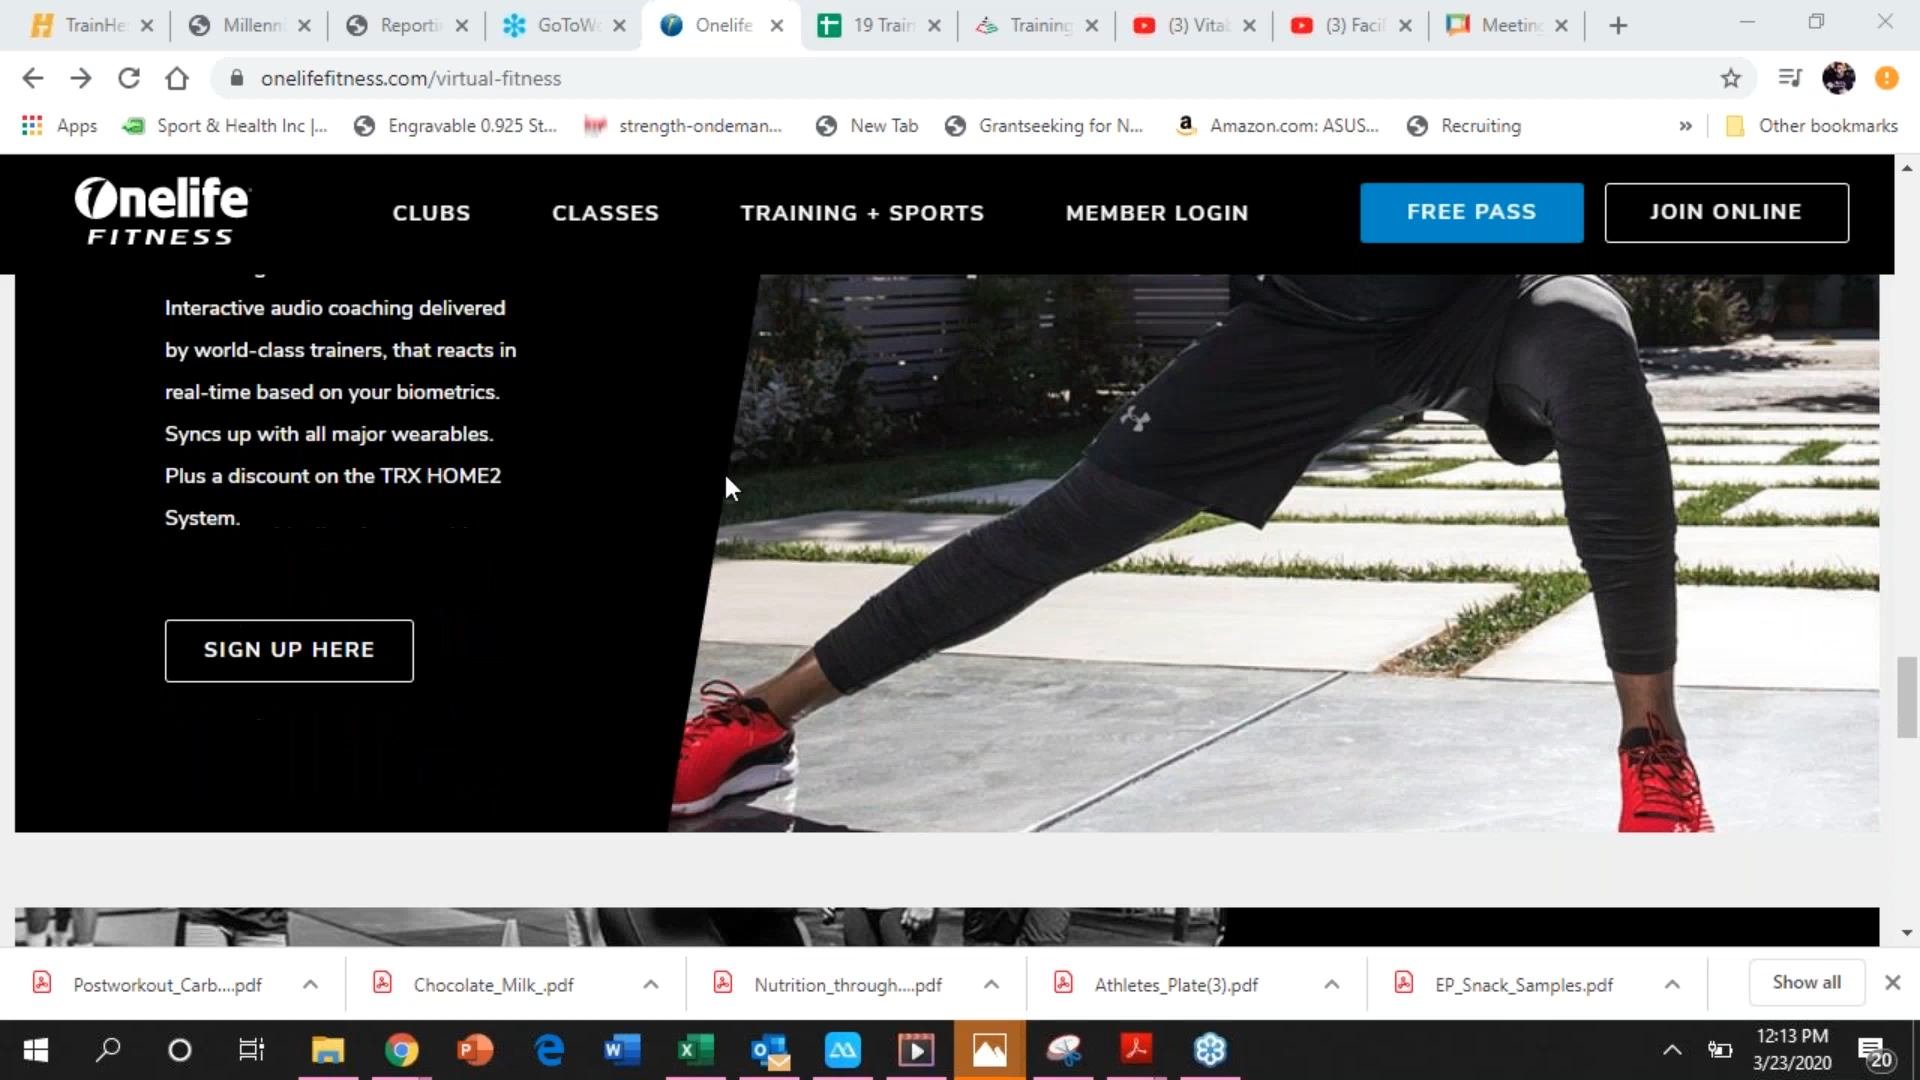 TrainHe
Millenni
Reporti
GoToWe
Onelife
19 Train
Training
(3) Vital
(3) Facil
Meeting
onelifefitness.com/virtual-fitness
Apps
Sport & Health Inc |...
Engravable 0.925 St...
strength-ondeman...
New Tab
Grantseeking for N...
Amazon.com: ASUS...
Recruiting
»
Other bookmarks
Onelife
FITNESS
CLUBS
CLASSES
TRAINING + SPORTS
MEMBER LOGIN
FREE PASS
JOIN ONLINE
Interactive audio coaching delivered
by world-class trainers, that reacts in
real-time based on your biometrics.
Syncs up with all major wearables.
Plus a discount on the TRX HOME2
System.
SIGN UP HERE
Postworkout_Carb....pdf
Chocolate_Milk_.pdf
Nutrition_through....pdf
Athletes_Plate(3).pdf
EP_Snack_Samples.pdf
Show all
12:13 PM
3/23/2020
20